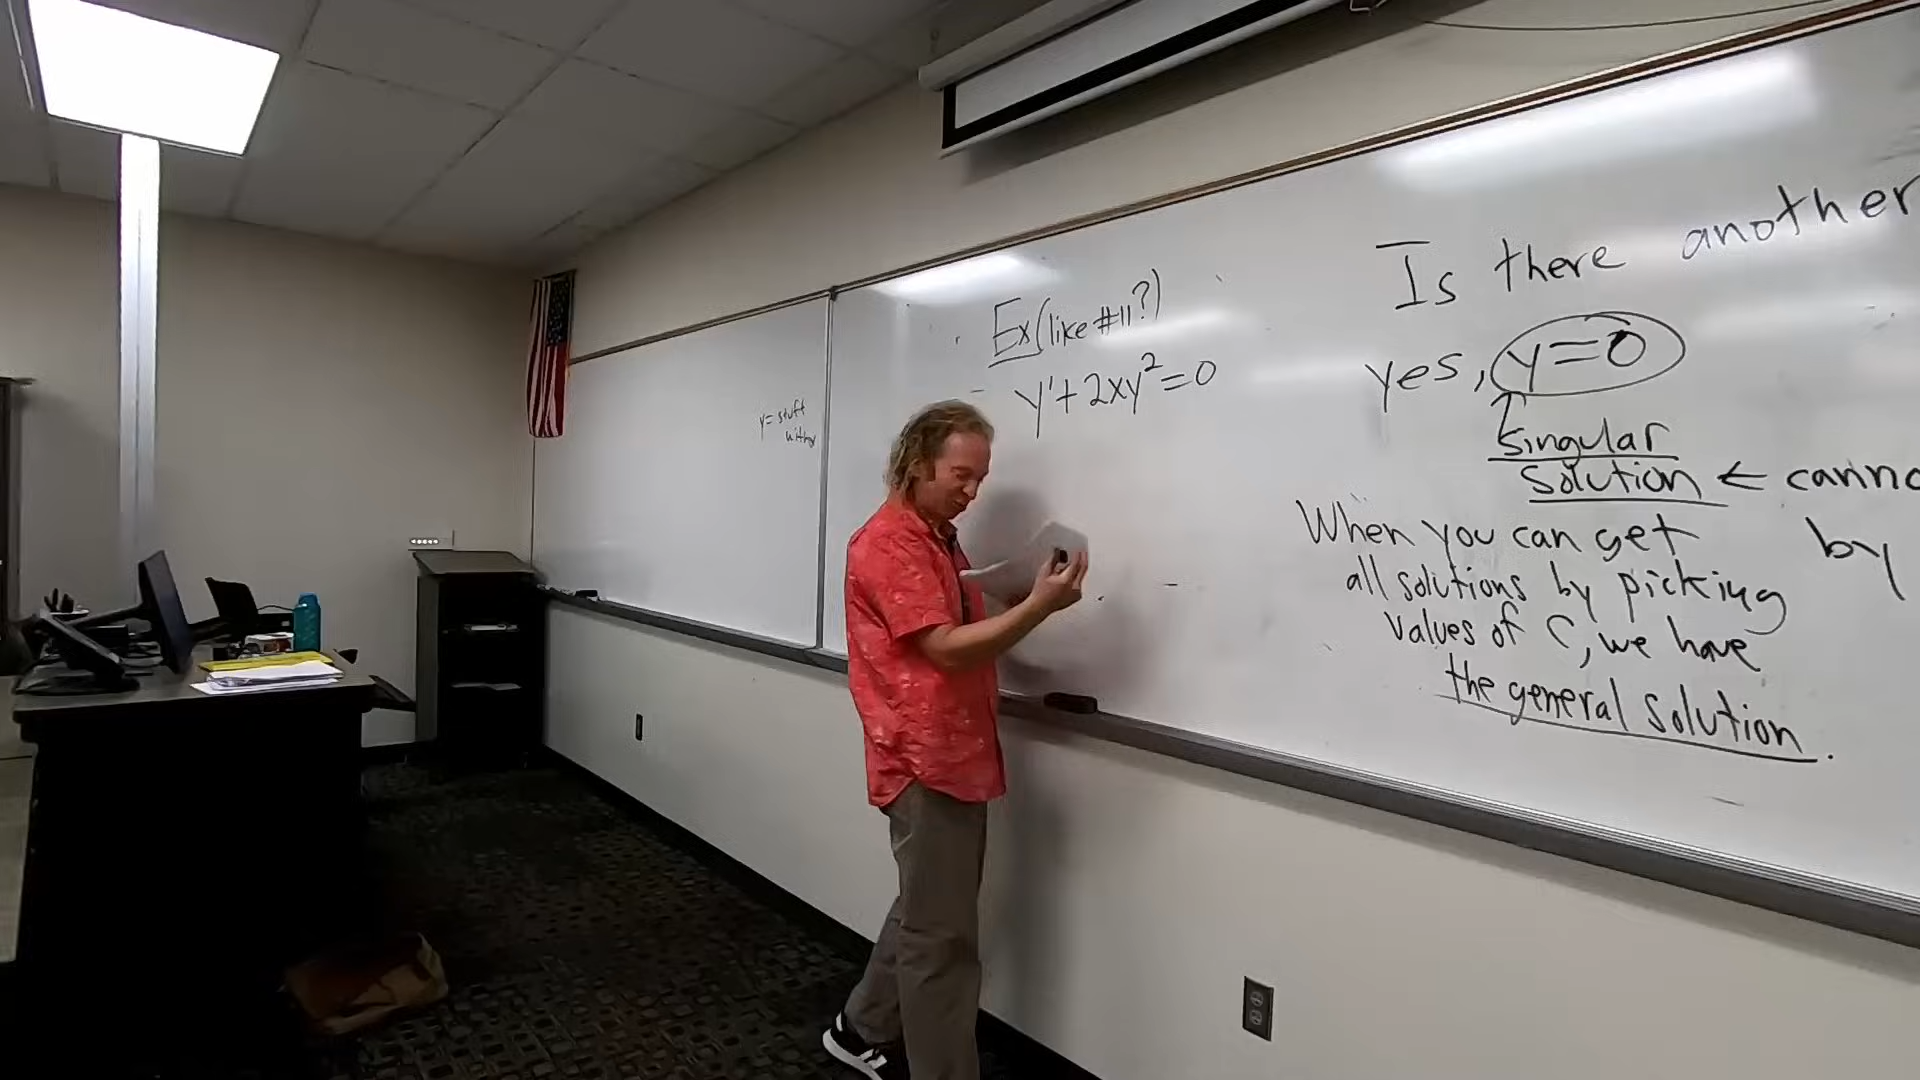 y = stuff
Ex (like #11?)
y' + 2xy² = 0
Is there another
yes, y = 0
singular
solution ← canno
by
When you can get
all solutions by picking
values of C, we have
the general solution.